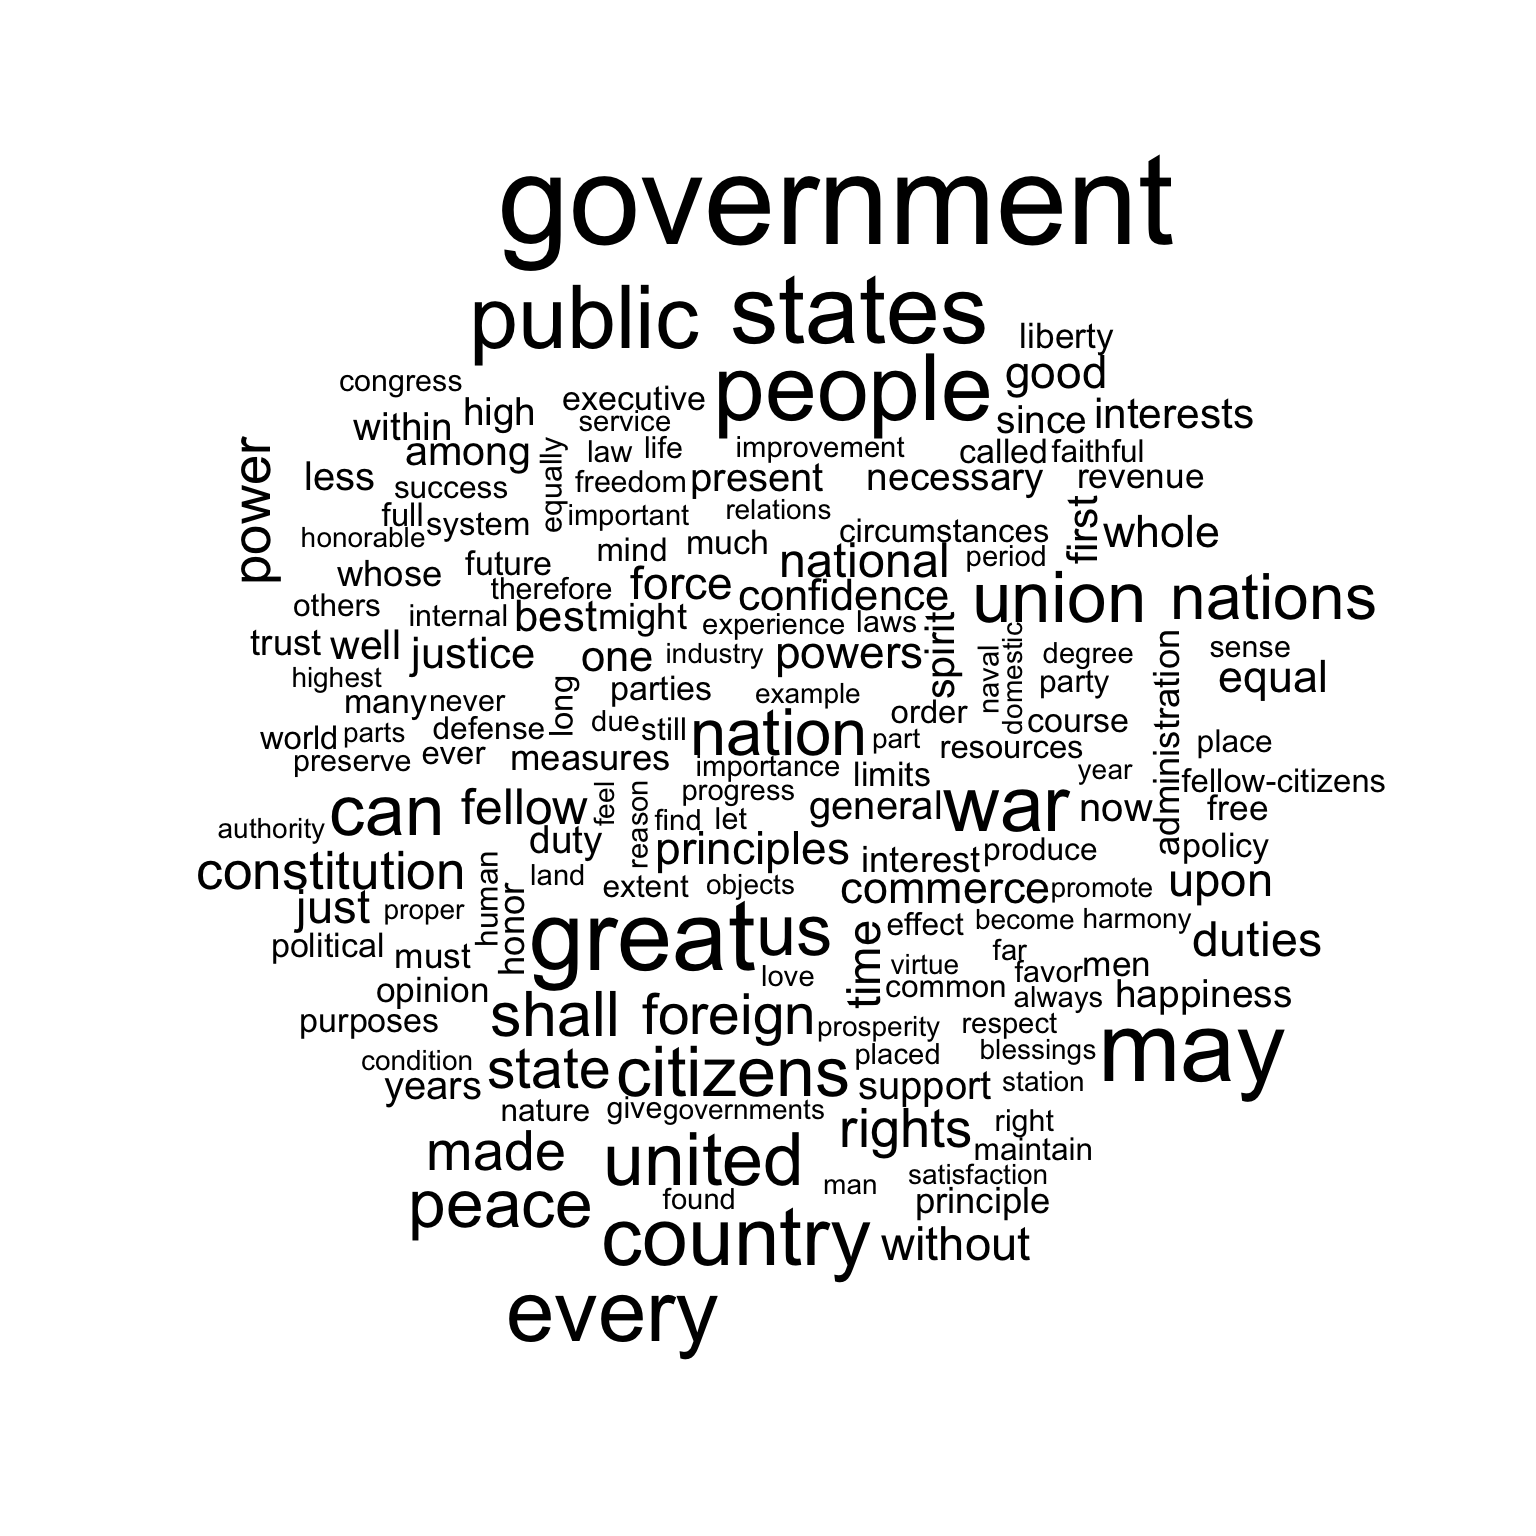 government
public states
liberty
people good
congress
executive
high
service
since interests
within
among
law life
improvement
called faithful
power
less
equally
success
freedom present
necessary
revenue
full system
important
relations
first
honorable
circumstances
whole
mind much
future
national
period
whose
therefore
force
confidence
union nations
others
internal best might
experience laws
spirit
trust well justice
one industry powers
naval
domestic
degree
administration
sense
highest
parties
example
party
equal
many never
long
order
course
world parts
defense
due still nation part
resources
place
preserve ever measures
importance limits
year
fellow-citizens
can fellow
feel
reason
progress
general war now
free
authority
find let
duty
principles
interest produce
policy
constitution
human
land
extent objects
commerce promote upon
just proper
honor
great us
time
effect become harmony
duties
political must
love
virtue
far
favor men
opinion
common always happiness
purposes
shall foreign prosperity respect
may
condition
state citizens placed
blessings
years
support station
nature give governments
rights right
made
united
maintain
man
satisfaction
peace
found
principle
country without
every